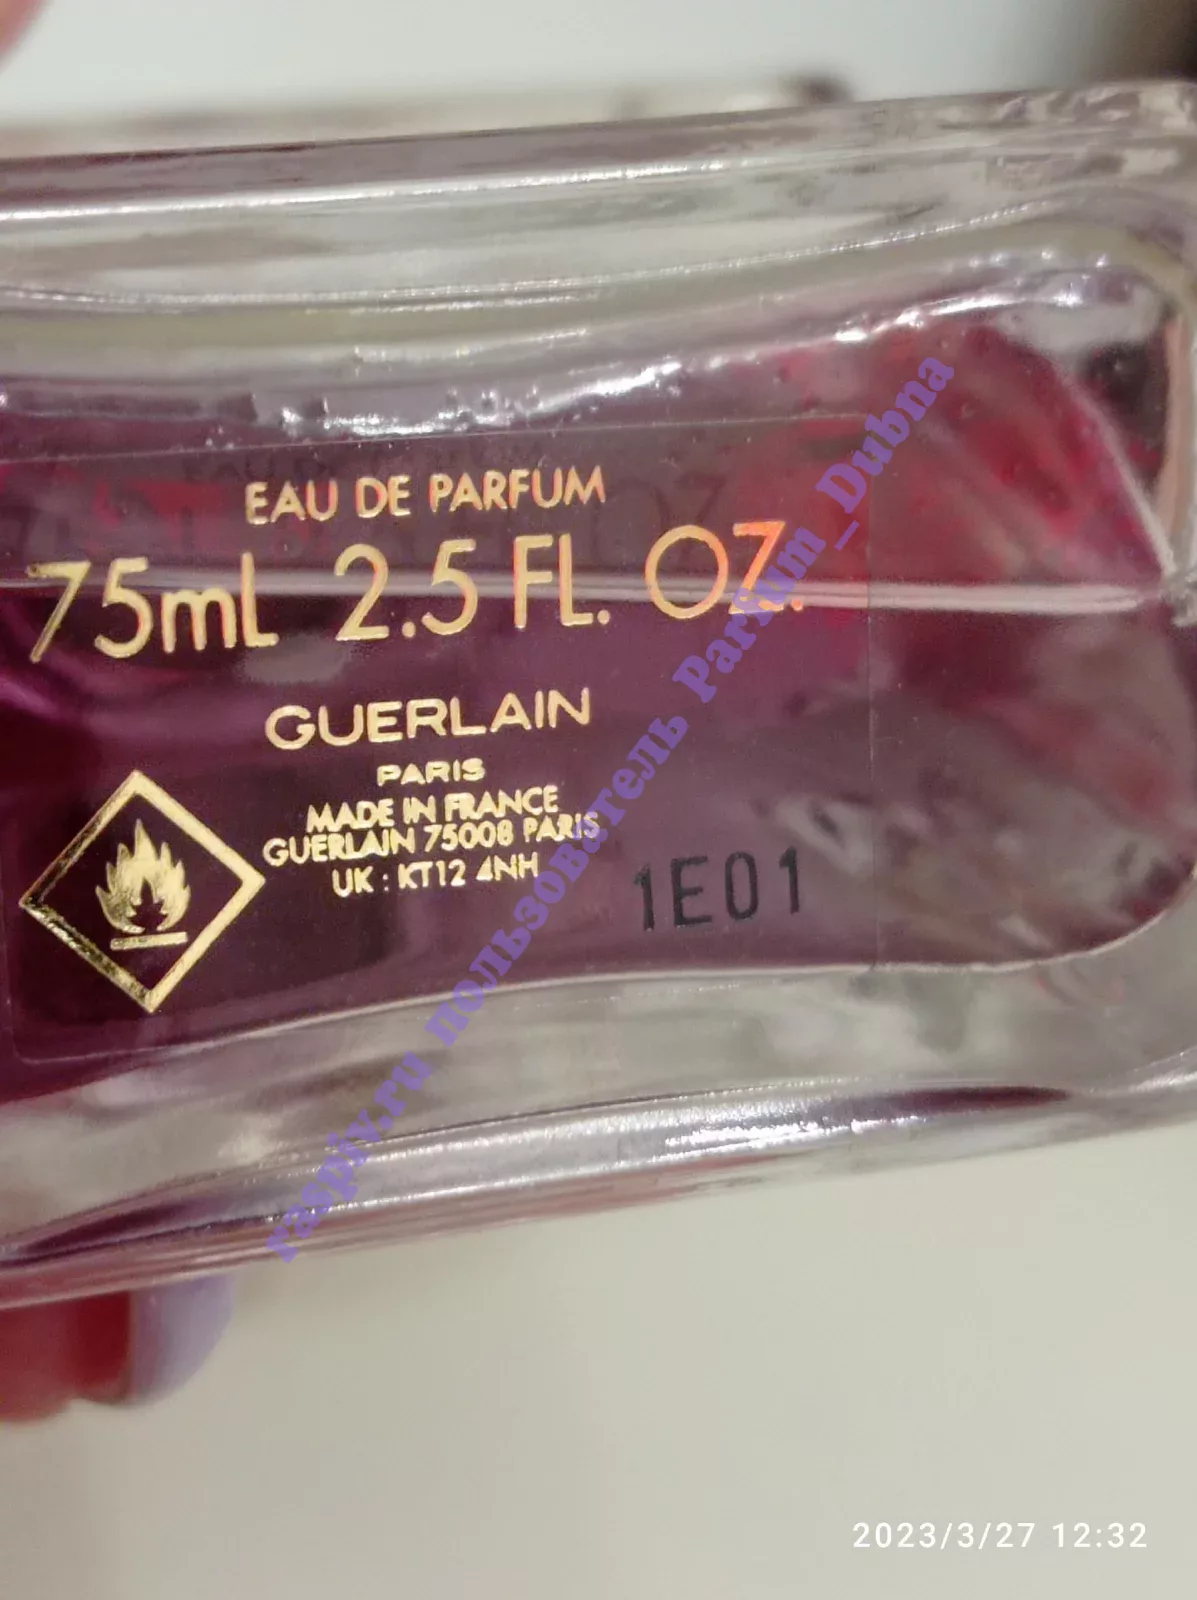 EAU DE PARFUM
75mL 2.5 FL. OZ.
GUERLAIN
PARIS
MADE IN FRANCE
GUERLAIN 75008 PARIS
UK : KT12 4NH
1E01
raspiv.ru пользователь Parfum_Dubna
2023/3/27 12:32